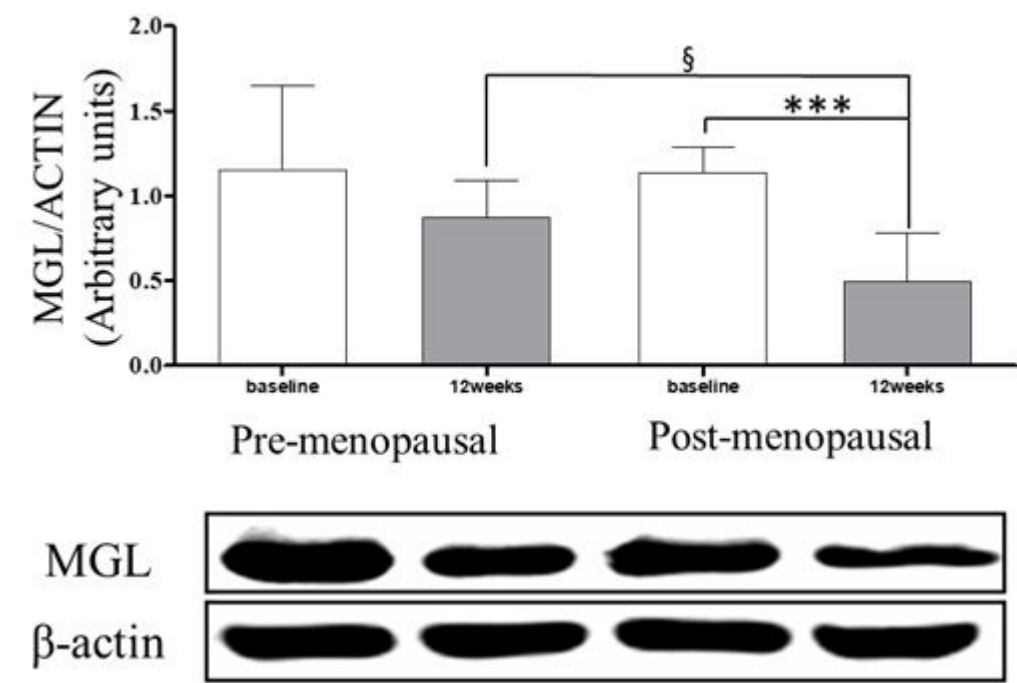 MGL/ACTIN
(Arbitrary units)
2.0
1.5
1.0
0.5
0.0
§
***
baseline
12weeks
baseline
12weeks
Pre-menopausal
Post-menopausal
MGL
β-actin